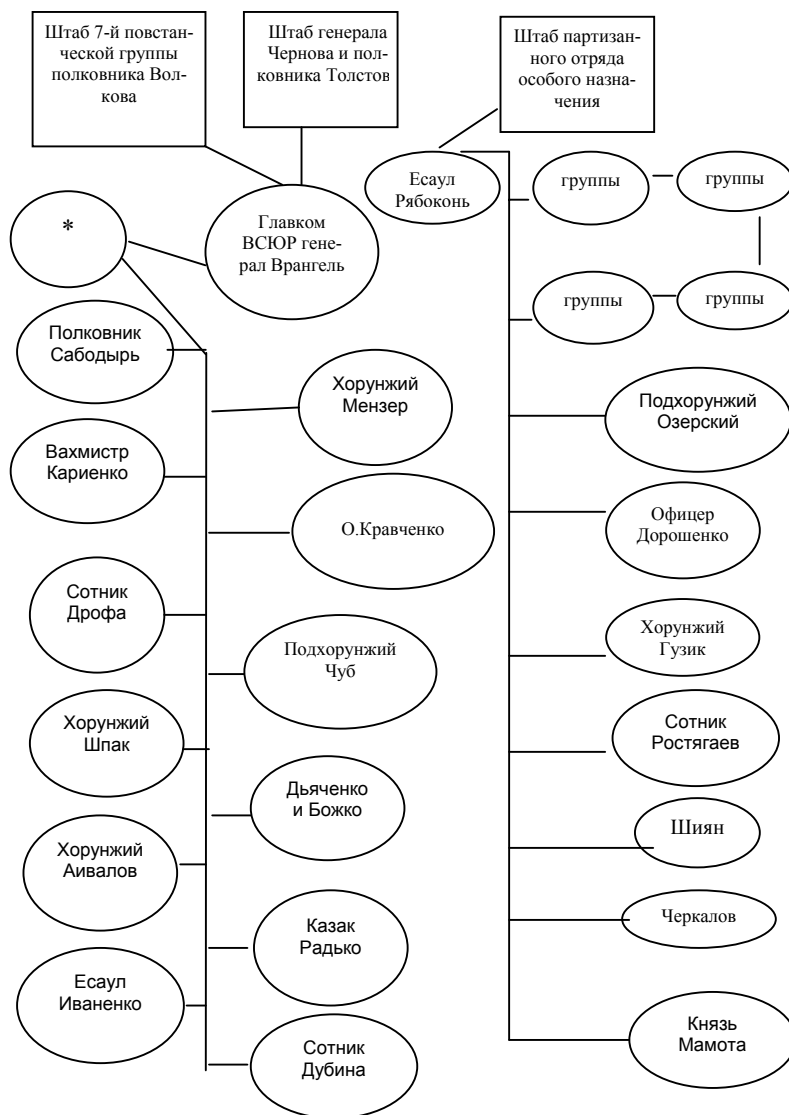 Штаб 7-й повстан-
ческой группы
полковника Вол-
кова
Штаб генерала
Чернова и пол-
ковника Толстов
Штаб партизан-
ного отряда
особого назна-
чения
*
Главком
ВСЮР гене-
рал Врангель
Есаул
Рябоконь
группы
группы
группы
группы
Полковник
Сабодырь
Хорунжий
Мензер
Вахмистр
Кариенко
О.Кравченко
Сотник
Дрофа
Подхорунжий
Чуб
Хорунжий
Шпак
Дьяченко
и Божко
Хорунжий
Аивалов
Казак
Радько
Есаул
Иваненко
Сотник
Дубина
Подхорунжий
Озерский
Офицер
Дорошенко
Хорунжий
Гузик
Сотник
Ростягаев
Шиян
Черкалов
Князь
Мамота